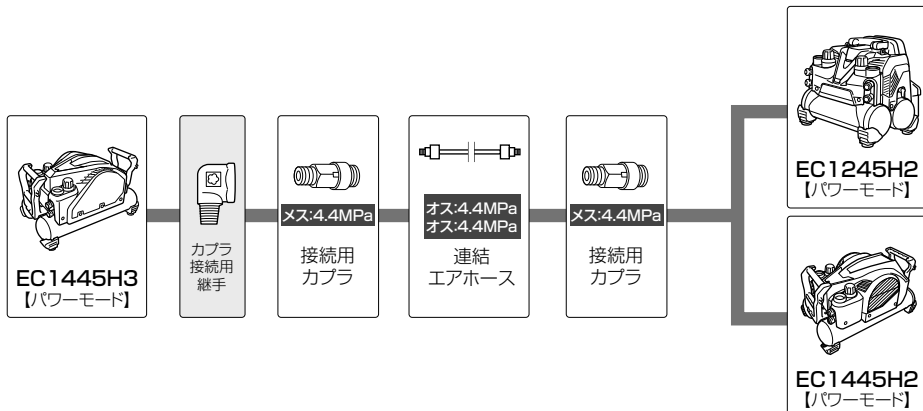 EC1445H3
【パワーモード】
カプラ
接続用
継手
メス:4.4MPa
接続用
カプラ
オス:4.4MPa
オス:4.4MPa
連結
エアホース
メス:4.4MPa
接続用
カプラ
EC1245H2
【パワーモード】
EC1445H2
【パワーモード】